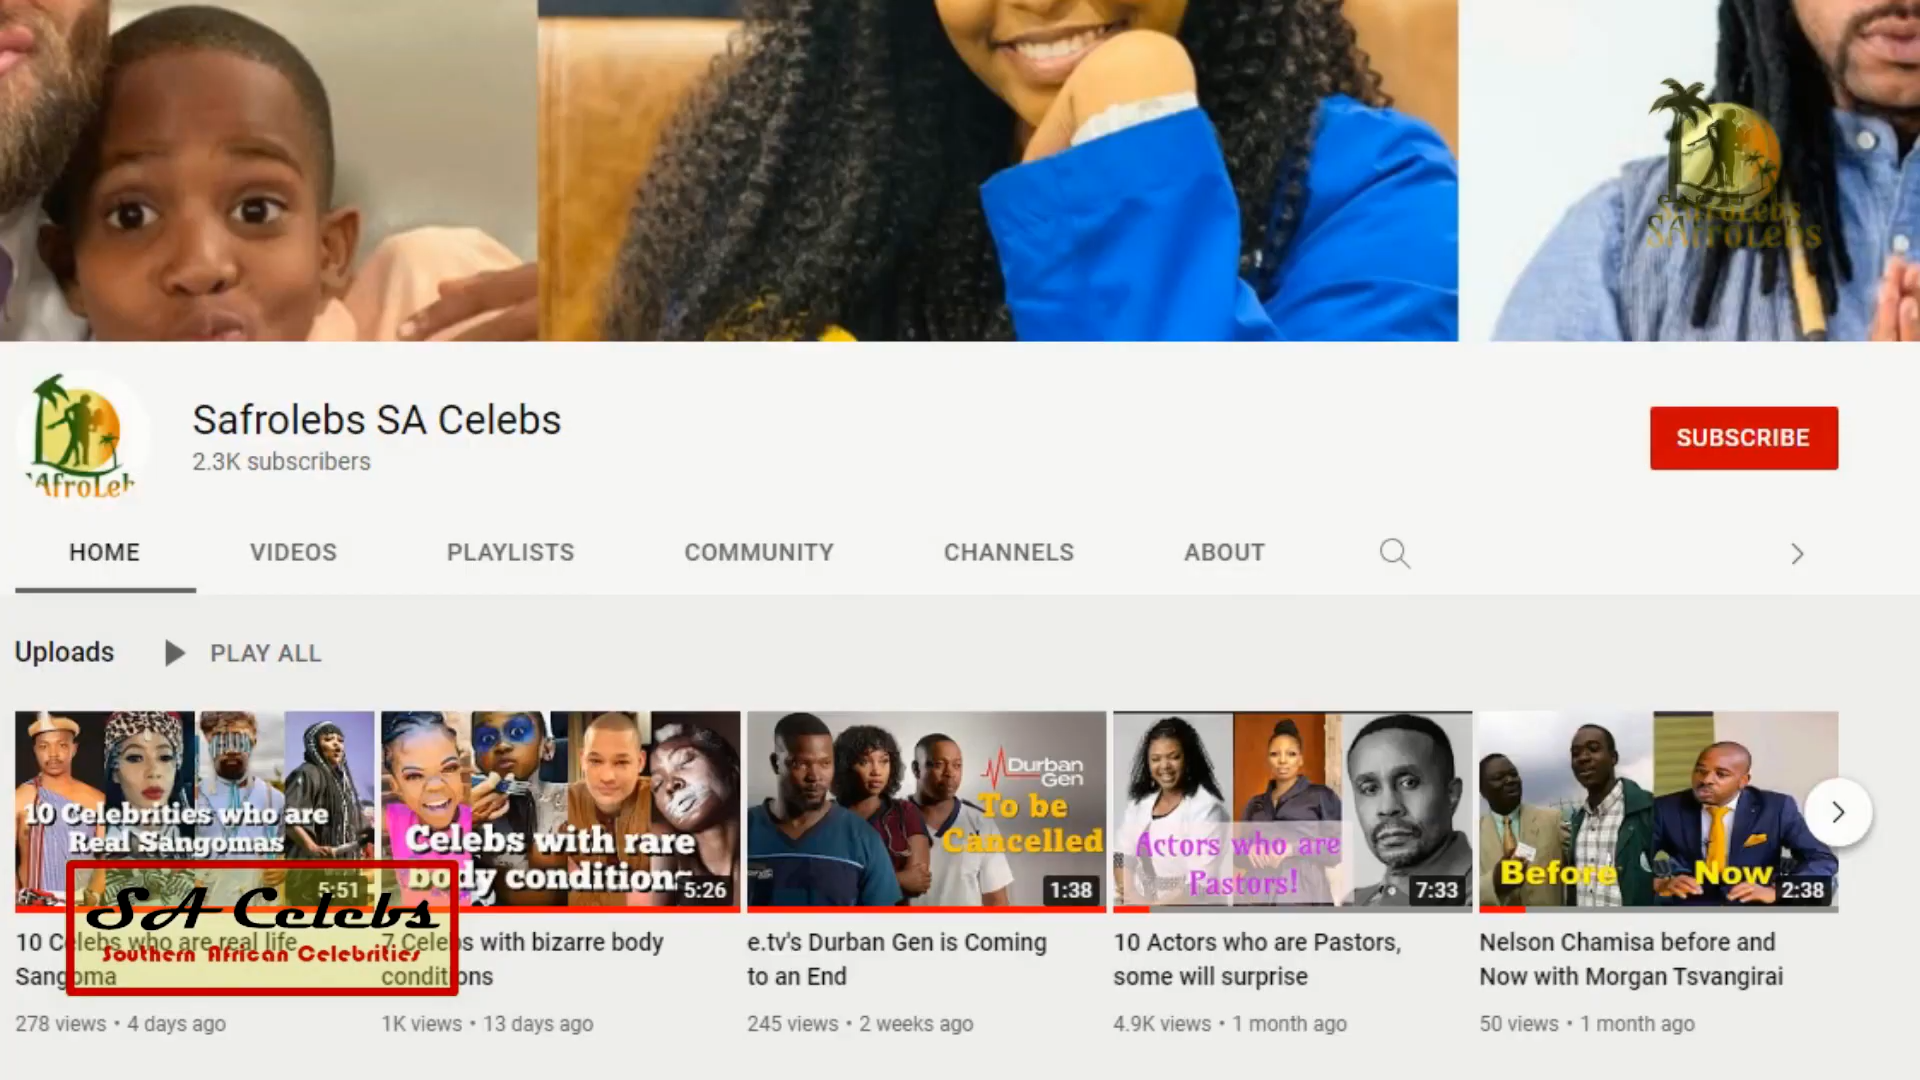 SAfroLebs
Safrolebs SA Celebs
2.3K subscribers
SUBSCRIBE
AfroLeb
HOME
VIDEOS
PLAYLISTS
COMMUNITY
CHANNELS
ABOUT
Uploads
PLAY ALL
10 Celebrities who are
Real Sangomas
5:51
Celebs with rare
body conditions
5:26
Durban
Gen
To be
Cancelled
1:38
Actors who are
Pastors!
7:33
Before
Now
2:38
SA Celebs
Southern African Celebrities
10 Celebs who are real life
Sangoma
278 views • 4 days ago
7 Celebs with bizarre body
conditions
1K views • 13 days ago
e.tv's Durban Gen is Coming
to an End
245 views • 2 weeks ago
10 Actors who are Pastors,
some will surprise
4.9K views • 1 month ago
Nelson Chamisa before and
Now with Morgan Tsvangirai
50 views • 1 month ago